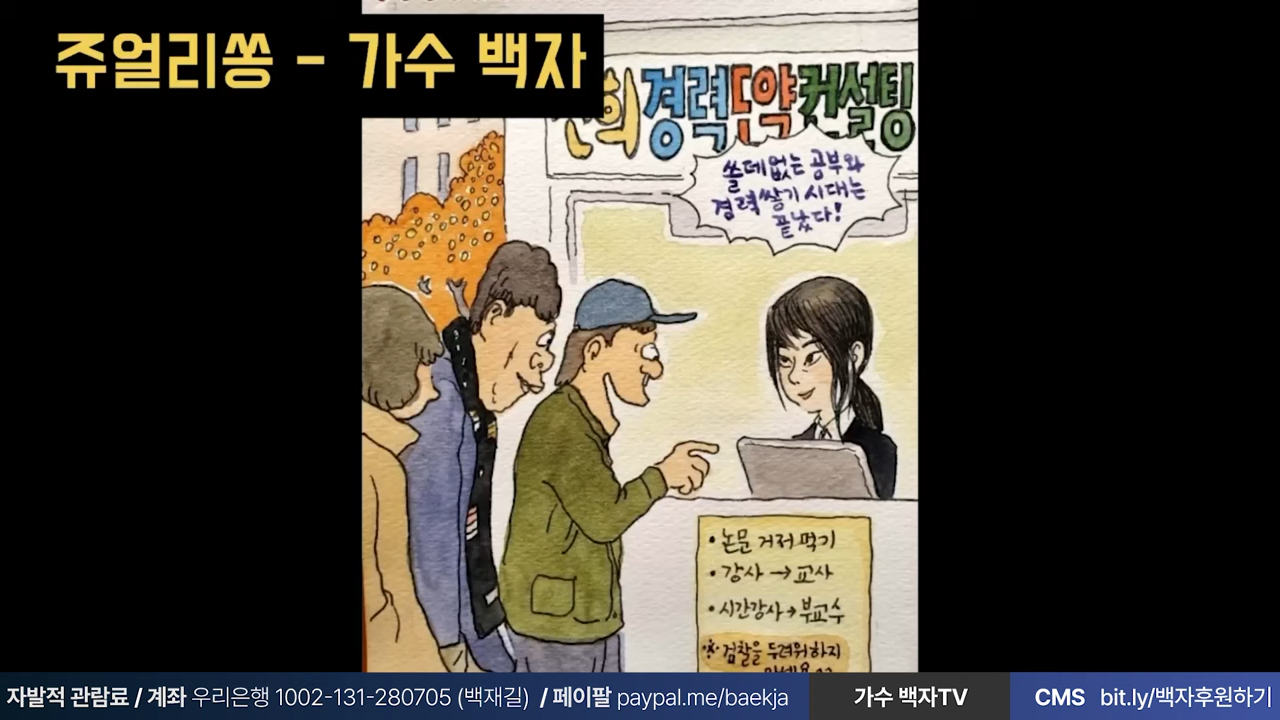 쥬얼리쏭 - 가수 백자
희경력도약컨설팅
쏠데없는 공부와
경력쌓기 시대는
끝났다!
• 논문 거저 먹기
• 강사 → 교사
• 시간강사 → 부교수
※ 검찰을 두려워하지
자발적 관람료 / 계좌 우리은행 1002-131-280705 (백재길) / 페이팔 paypal.me/baekja
가수 백자TV
CMS bit.ly/백자후원하기